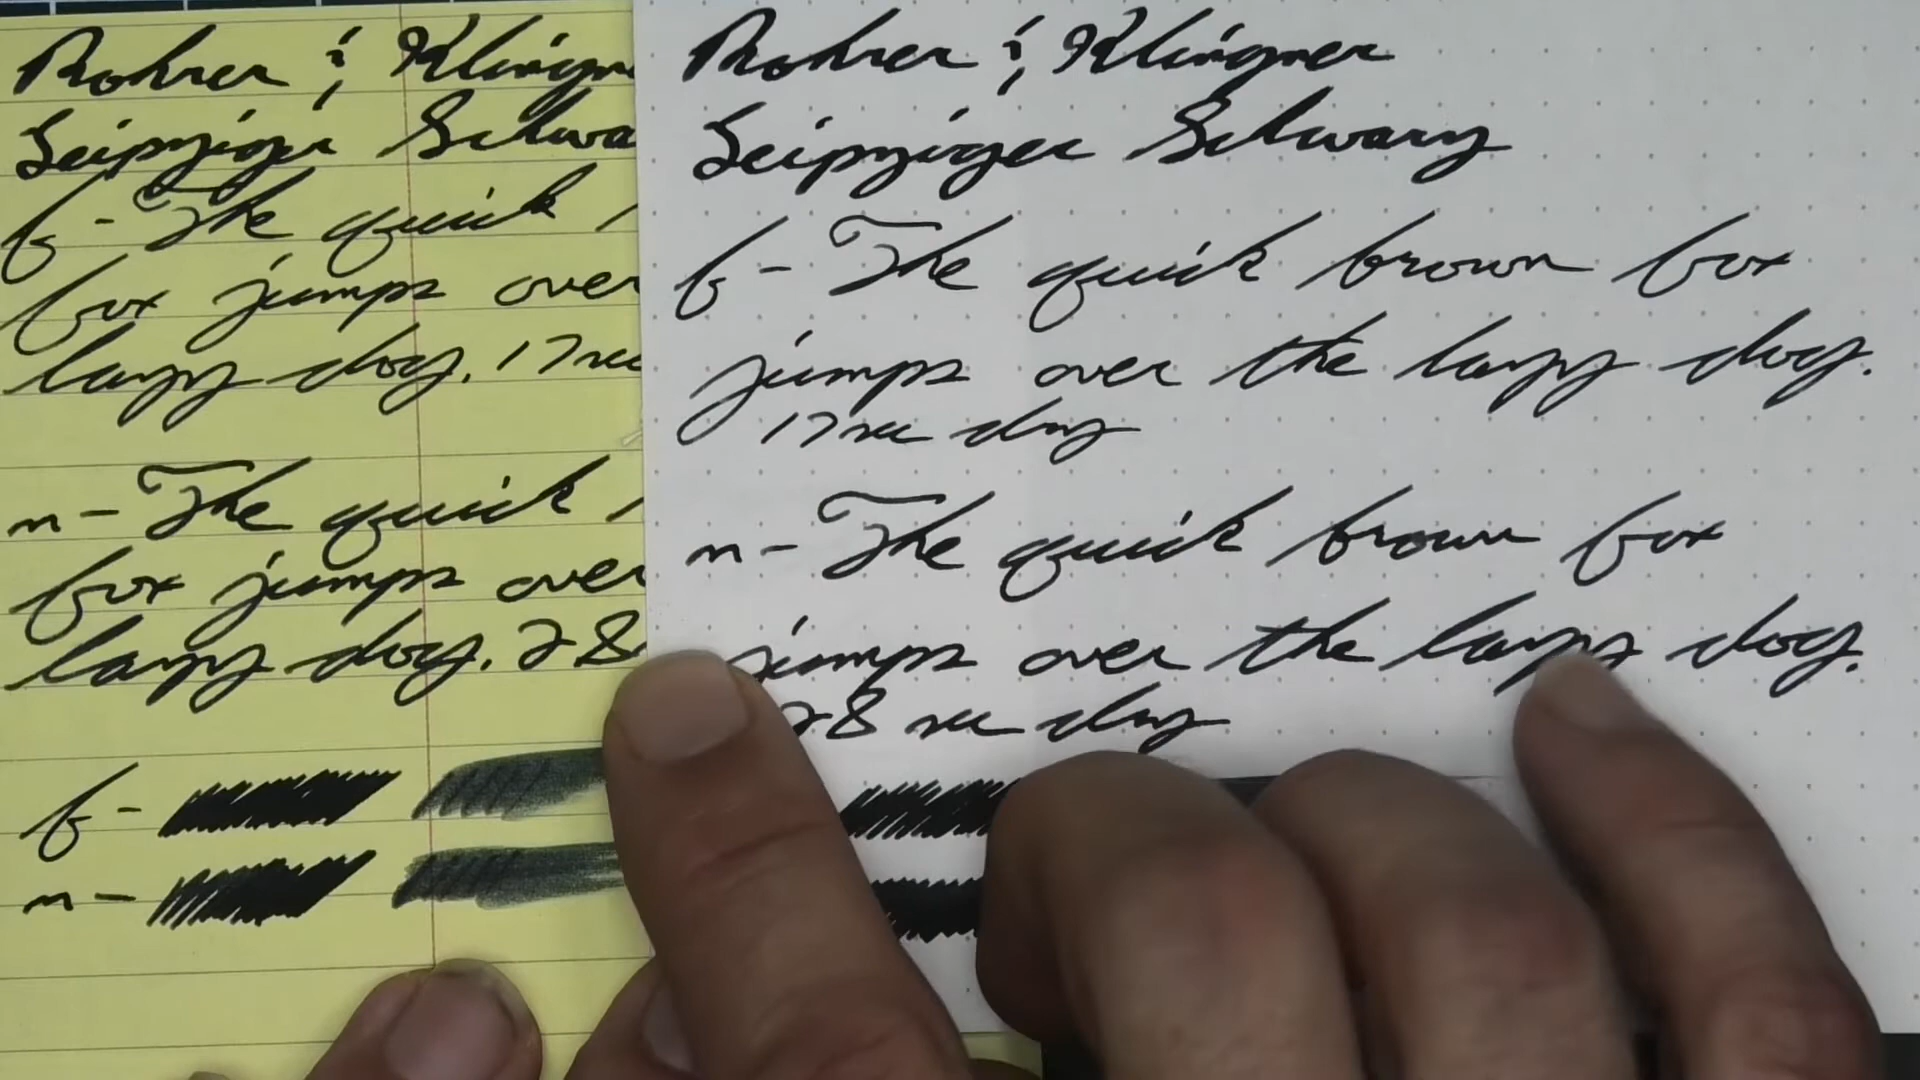 Rohrer & Klingne
Leipziger Schwa
f - The quick
fox jumps over
lazy dog. 17 sec
m - The quick
fox jumps over
lazy dog. 28
f -
m -
Rohrer & Klingner
Leipziger Schwarz
f - The quick brown fox
jumps over the lazy dog.
17 sec dry
m - The quick brown fox
jumps over the lazy dog.
28 sec dry